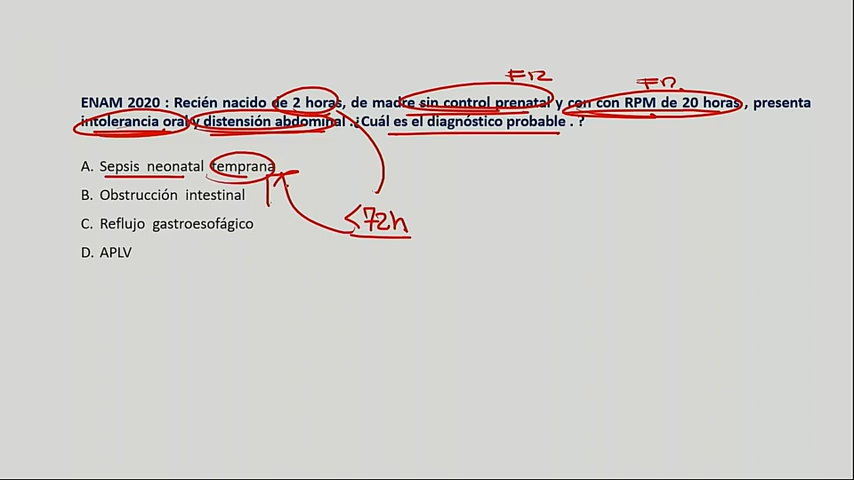 FR
FR.
ENAM 2020 : Recién nacido de 2 horas, de madre sin control prenatal y con con RPM de 20 horas , presenta
intolerancia oral y distensión abdominal .¿Cuál es el diagnóstico probable . ?
A. Sepsis neonatal temprana
B. Obstrucción intestinal
<72h
C. Reflujo gastroesofágico
D. APLV